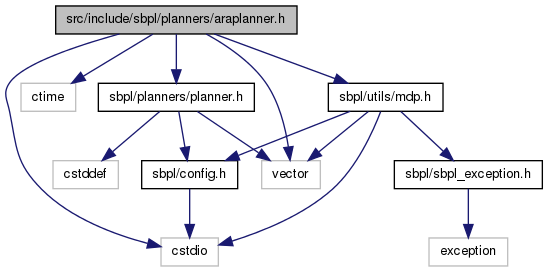 src/include/sbpl/planners/araplanner.h
ctime
sbpl/planners/planner.h
sbpl/utils/mdp.h
cstddef
sbpl/config.h
vector
sbpl/sbpl_exception.h
cstdio
exception